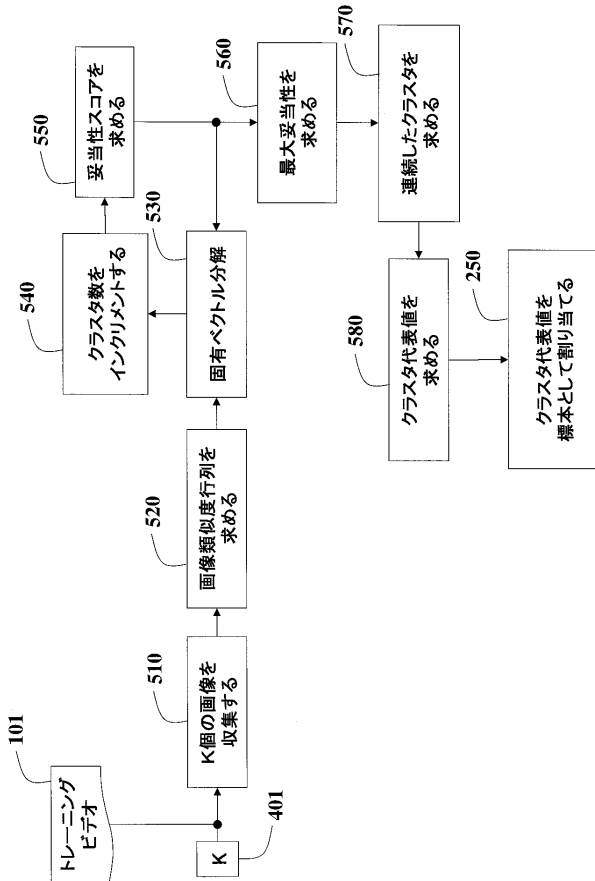 トレーニング
ビデオ
101
K
401
K個の画像を
収集する
510
画像類似度行列を
求める
520
固有ベクトル分解
530
クラスタ数を
インクリメントする
540
妥当性スコアを
求める
550
最大妥当性を
求める
560
連続したクラスタを
求める
570
クラスタ代表値を
求める
580
クラスタ代表値を
標本として割り当てる
250